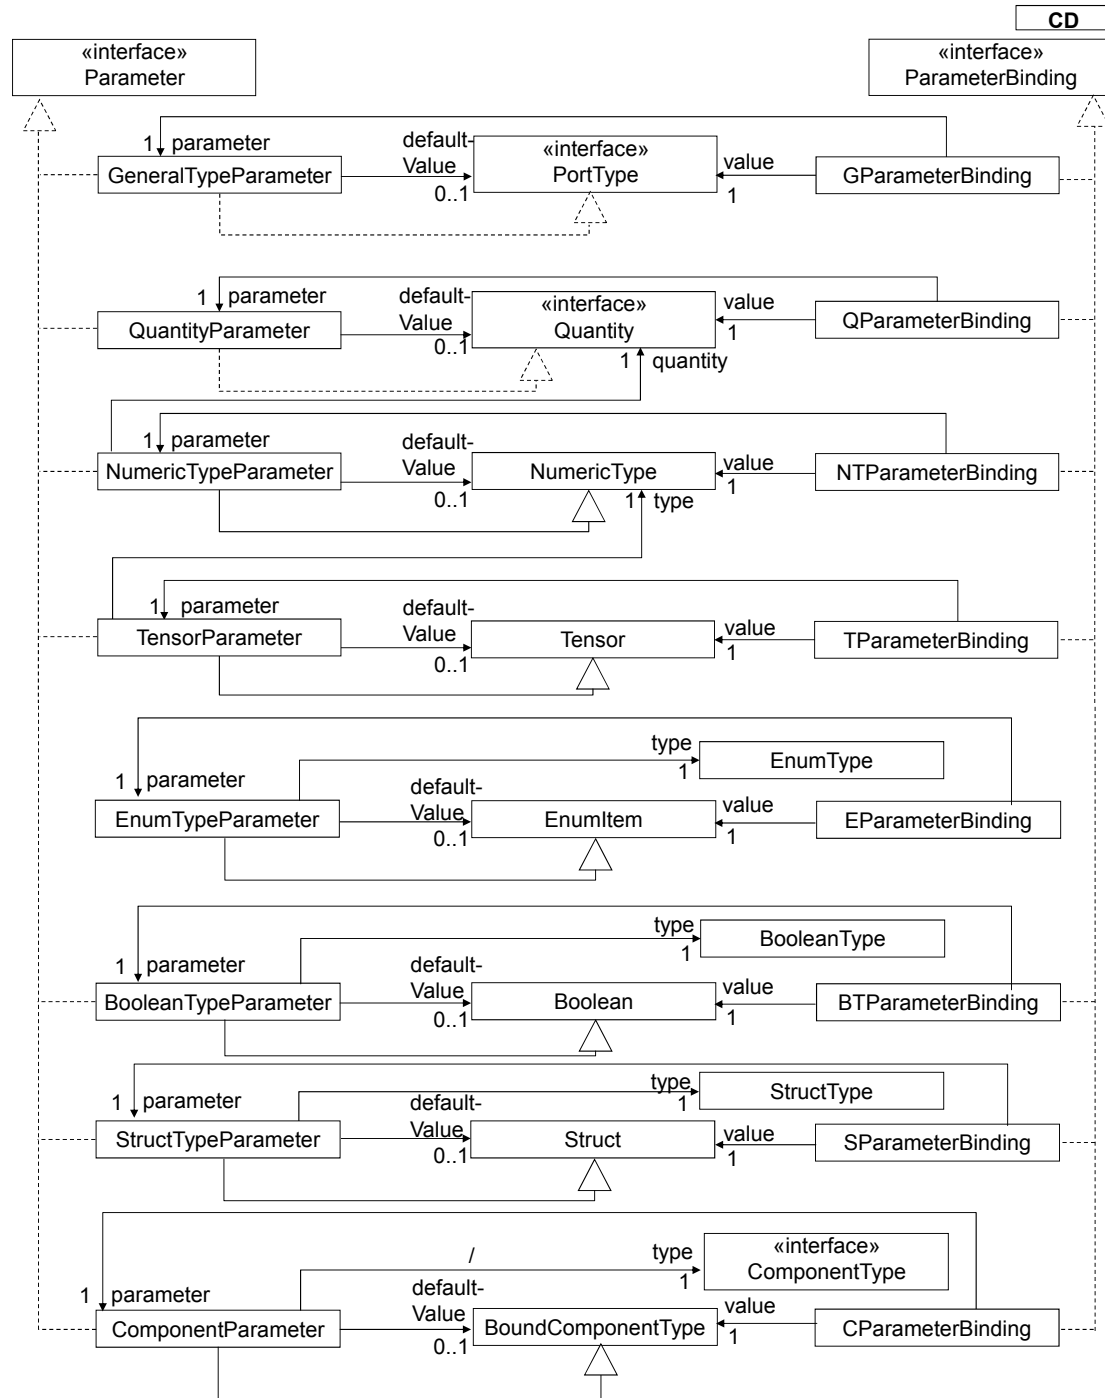 CD
«interface»
Parameter
«interface»
ParameterBinding
1 parameter
default-
Value
0..1
«interface»
PortType
value
1
GeneralTypeParameter
GParameterBinding
1 parameter
default-
Value
0..1
«interface»
Quantity
value
1
QuantityParameter
QParameterBinding
1 quantity
1 parameter
default-
Value
0..1
NumericType
value
1
NumericTypeParameter
NTParameterBinding
1 type
1 parameter
default-
Value
0..1
Tensor
value
1
TensorParameter
TParameterBinding
type
1
EnumType
1 parameter
default-
Value
0..1
EnumItem
value
1
EnumTypeParameter
EParameterBinding
type
1
BooleanType
1 parameter
default-
Value
0..1
Boolean
value
1
BooleanTypeParameter
BTParameterBinding
type
1
StructType
1 parameter
default-
Value
0..1
Struct
value
1
StructTypeParameter
SParameterBinding
/
type
1
«interface»
ComponentType
1 parameter
default-
Value
0..1
BoundComponentType
value
1
ComponentParameter
CParameterBinding